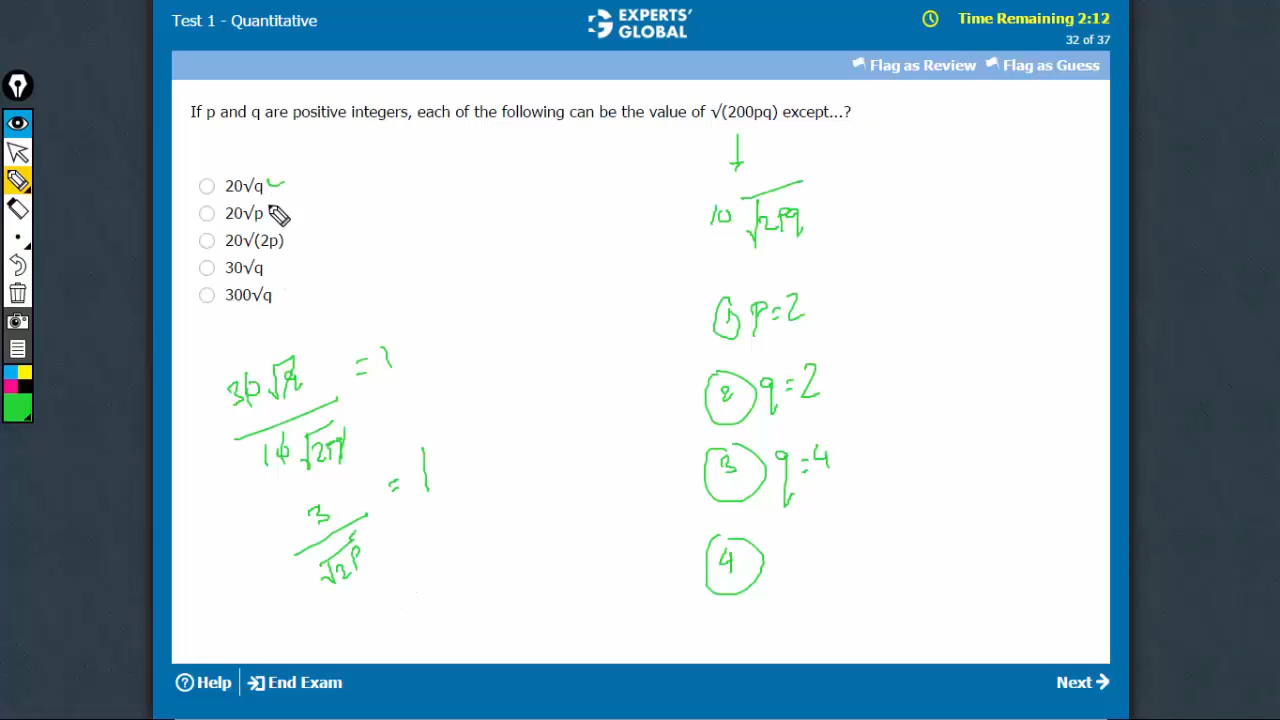 Test 1 - Quantitative
EXPERTS'
GLOBAL
Time Remaining 2:12
32 of 37
Flag as Review
Flag as Guess
If p and q are positive integers, each of the following can be the value of √(200pq) except...?
20√q
20√p
20√(2p)
30√q
300√q
10 √2pq
1 p=2
2 q=2
3 q=4
4
30√q
10 √2pq
= 1
3
√2p
= 1
Help
End Exam
Next